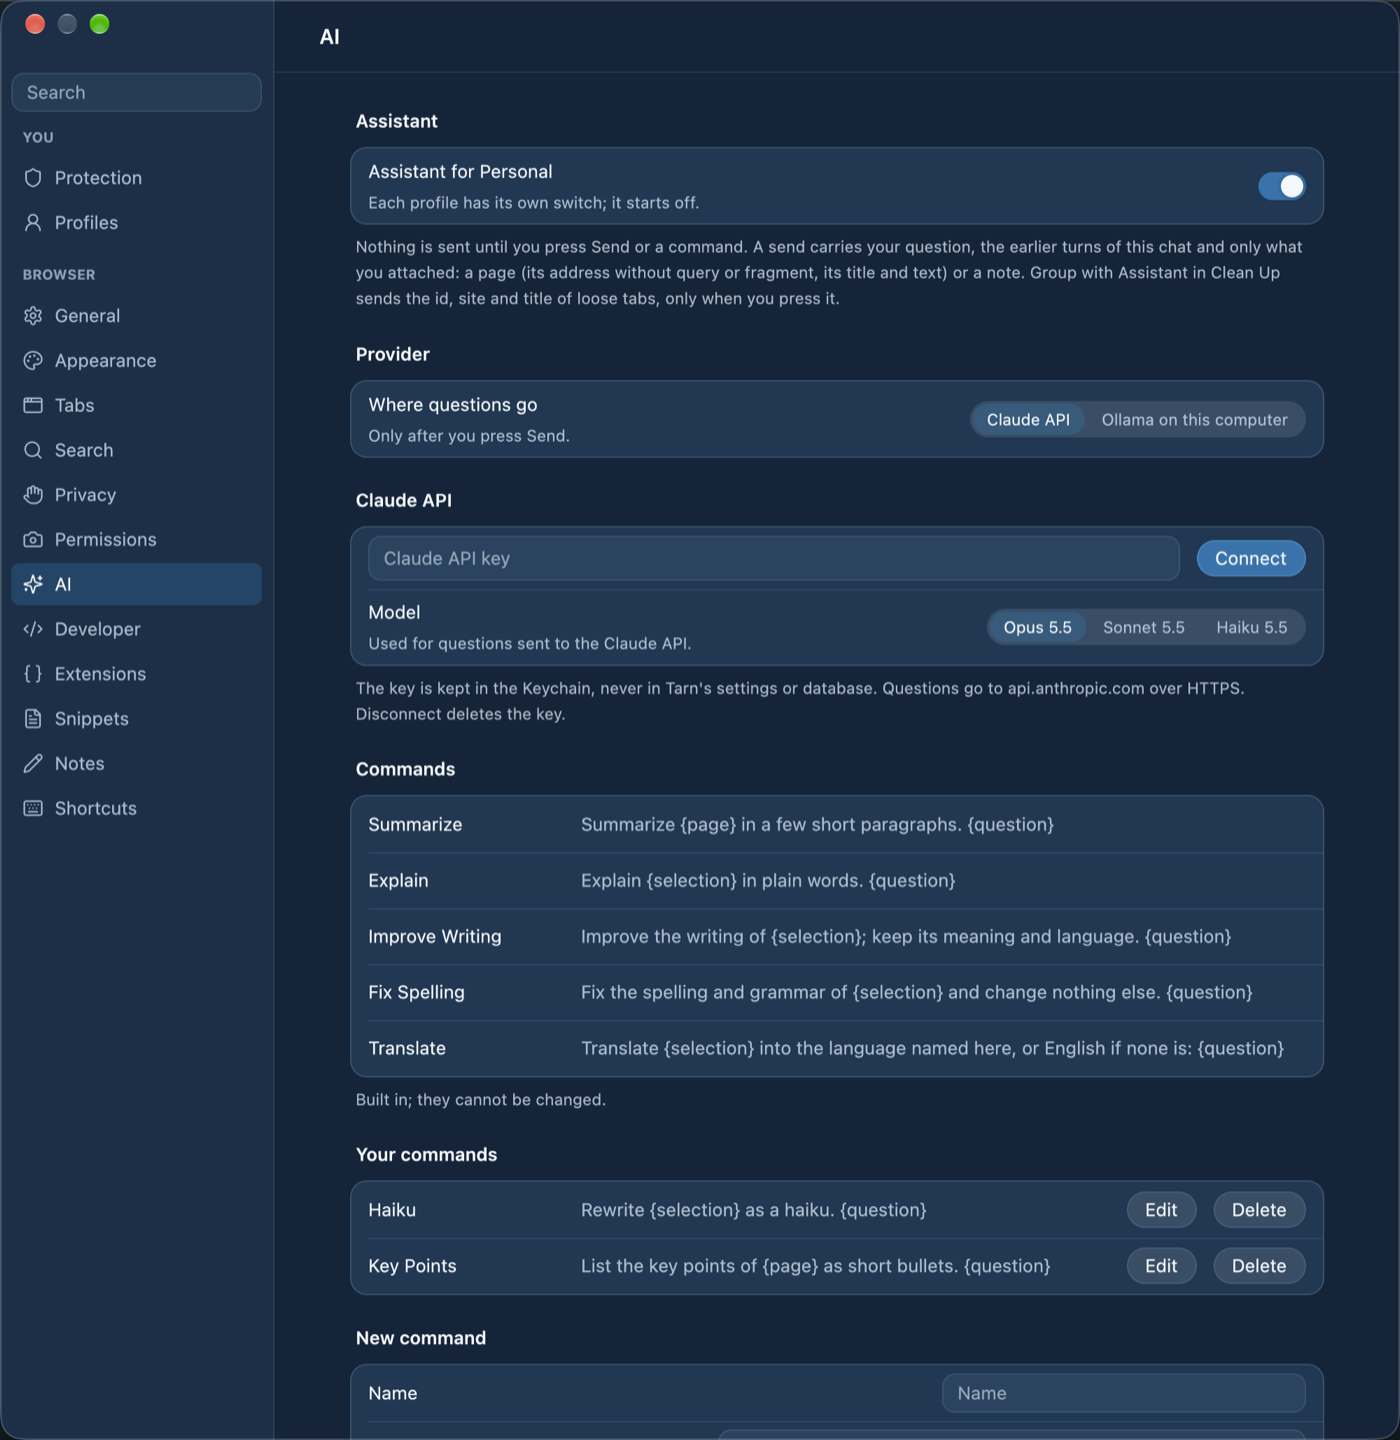 AI
Search
YOU
Protection
Profiles
BROWSER
General
Appearance
Tabs
Search
Privacy
Permissions
AI
Developer
Extensions
Snippets
Notes
Shortcuts
Assistant
Assistant for Personal
Each profile has its own switch; it starts off.
Nothing is sent until you press Send or a command. A send carries your question, the earlier turns of this chat and only what
you attached: a page (its address without query or fragment, its title and text) or a note. Group with Assistant in Clean Up
sends the id, site and title of loose tabs, only when you press it.
Provider
Where questions go
Only after you press Send.
Claude API
Ollama on this computer
Claude API
Claude API key
Connect
Model
Used for questions sent to the Claude API.
Opus 5.5
Sonnet 5.5
Haiku 5.5
The key is kept in the Keychain, never in Tarn's settings or database. Questions go to api.anthropic.com over HTTPS.
Disconnect deletes the key.
Commands
Summarize
Summarize {page} in a few short paragraphs. {question}
Explain
Explain {selection} in plain words. {question}
Improve Writing
Improve the writing of {selection}; keep its meaning and language. {question}
Fix Spelling
Fix the spelling and grammar of {selection} and change nothing else. {question}
Translate
Translate {selection} into the language named here, or English if none is: {question}
Built in; they cannot be changed.
Your commands
Haiku
Rewrite {selection} as a haiku. {question}
Edit
Delete
Key Points
List the key points of {page} as short bullets. {question}
Edit
Delete
New command
Name
Name